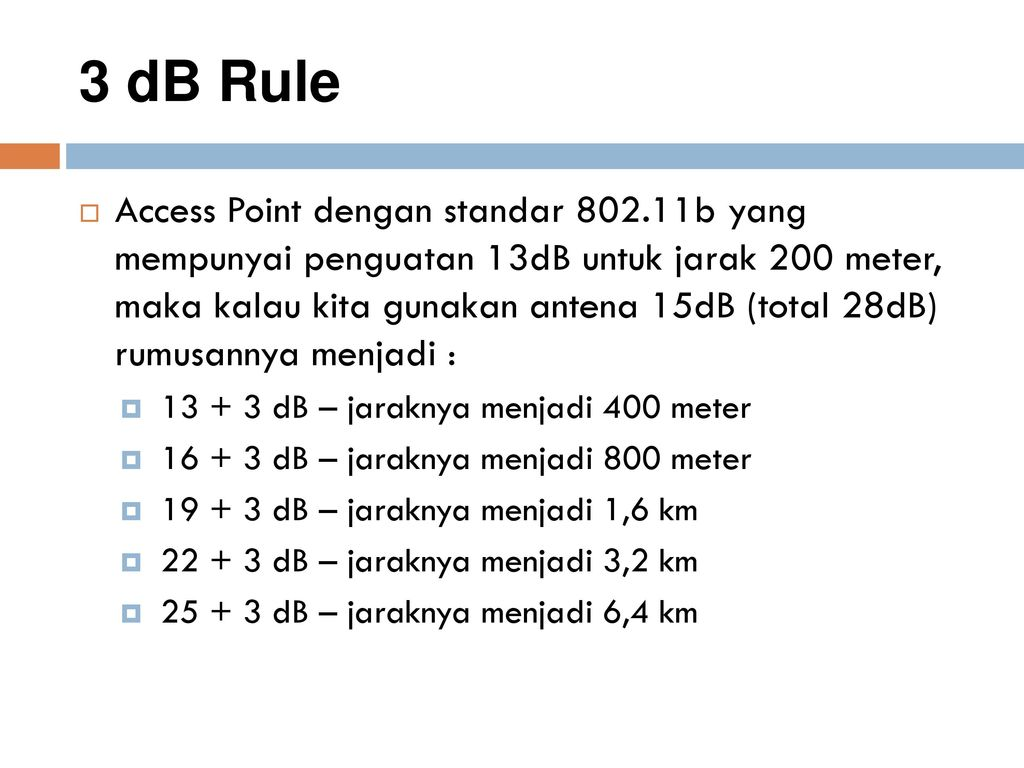 3 dB Rule
Access Point dengan standar 802.11b yang
mempunyai penguatan 13dB untuk jarak 200 meter,
maka kalau kita gunakan antena 15dB (total 28dB)
rumusannya menjadi :
13 + 3 dB – jaraknya menjadi 400 meter
16 + 3 dB – jaraknya menjadi 800 meter
19 + 3 dB – jaraknya menjadi 1,6 km
22 + 3 dB – jaraknya menjadi 3,2 km
25 + 3 dB – jaraknya menjadi 6,4 km